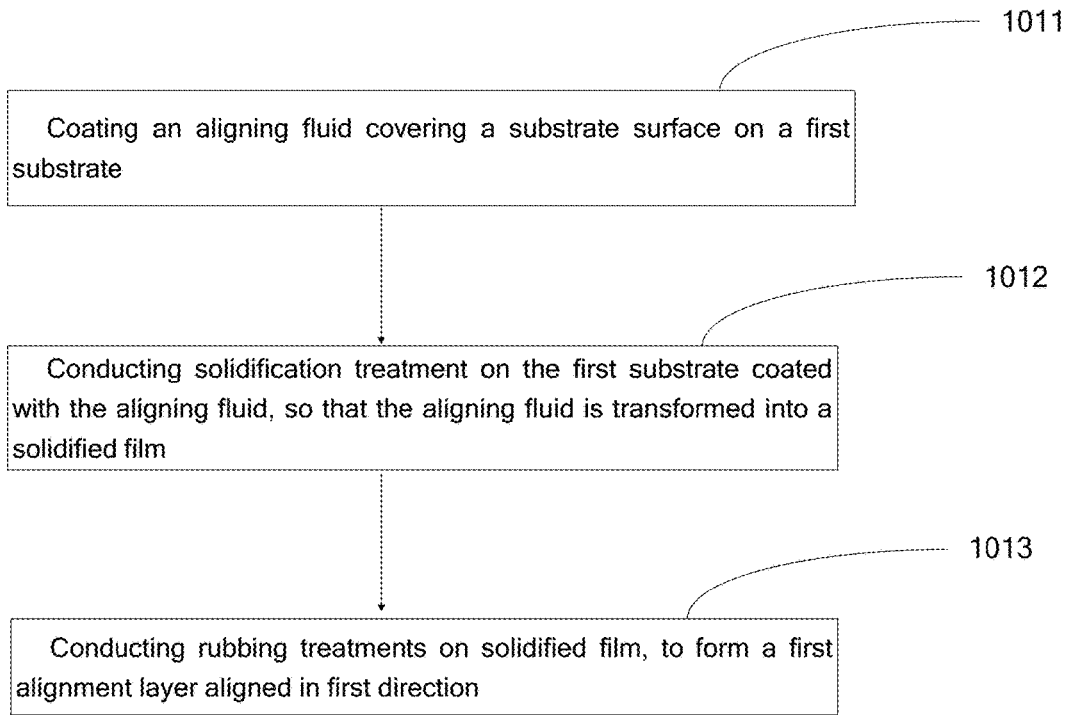 1011
Coating an aligning fluid covering a substrate surface on a first
substrate
1012
Conducting solidification treatment on the first substrate coated
with the aligning fluid, so that the aligning fluid is transformed into a
solidified film
1013
Conducting rubbing treatments on solidified film, to form a first
alignment layer aligned in first direction